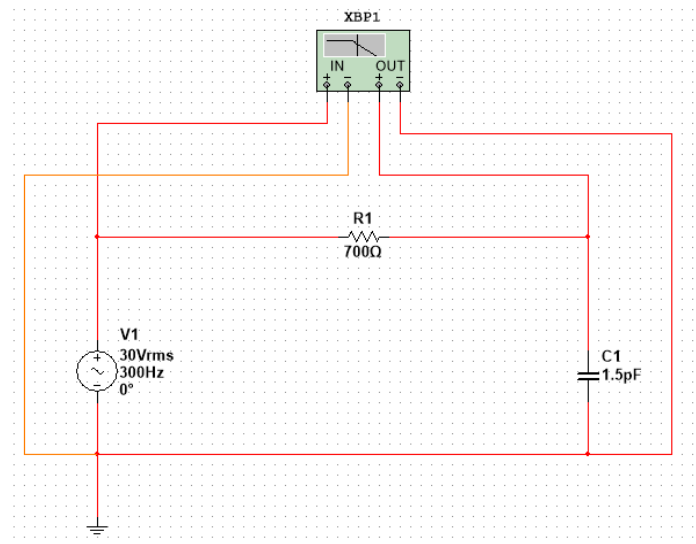 XBP1
IN OUT
+ − + −
R1
700Ω
V1
+
30Vrms
300Hz
−
0°
C1
1.5pF